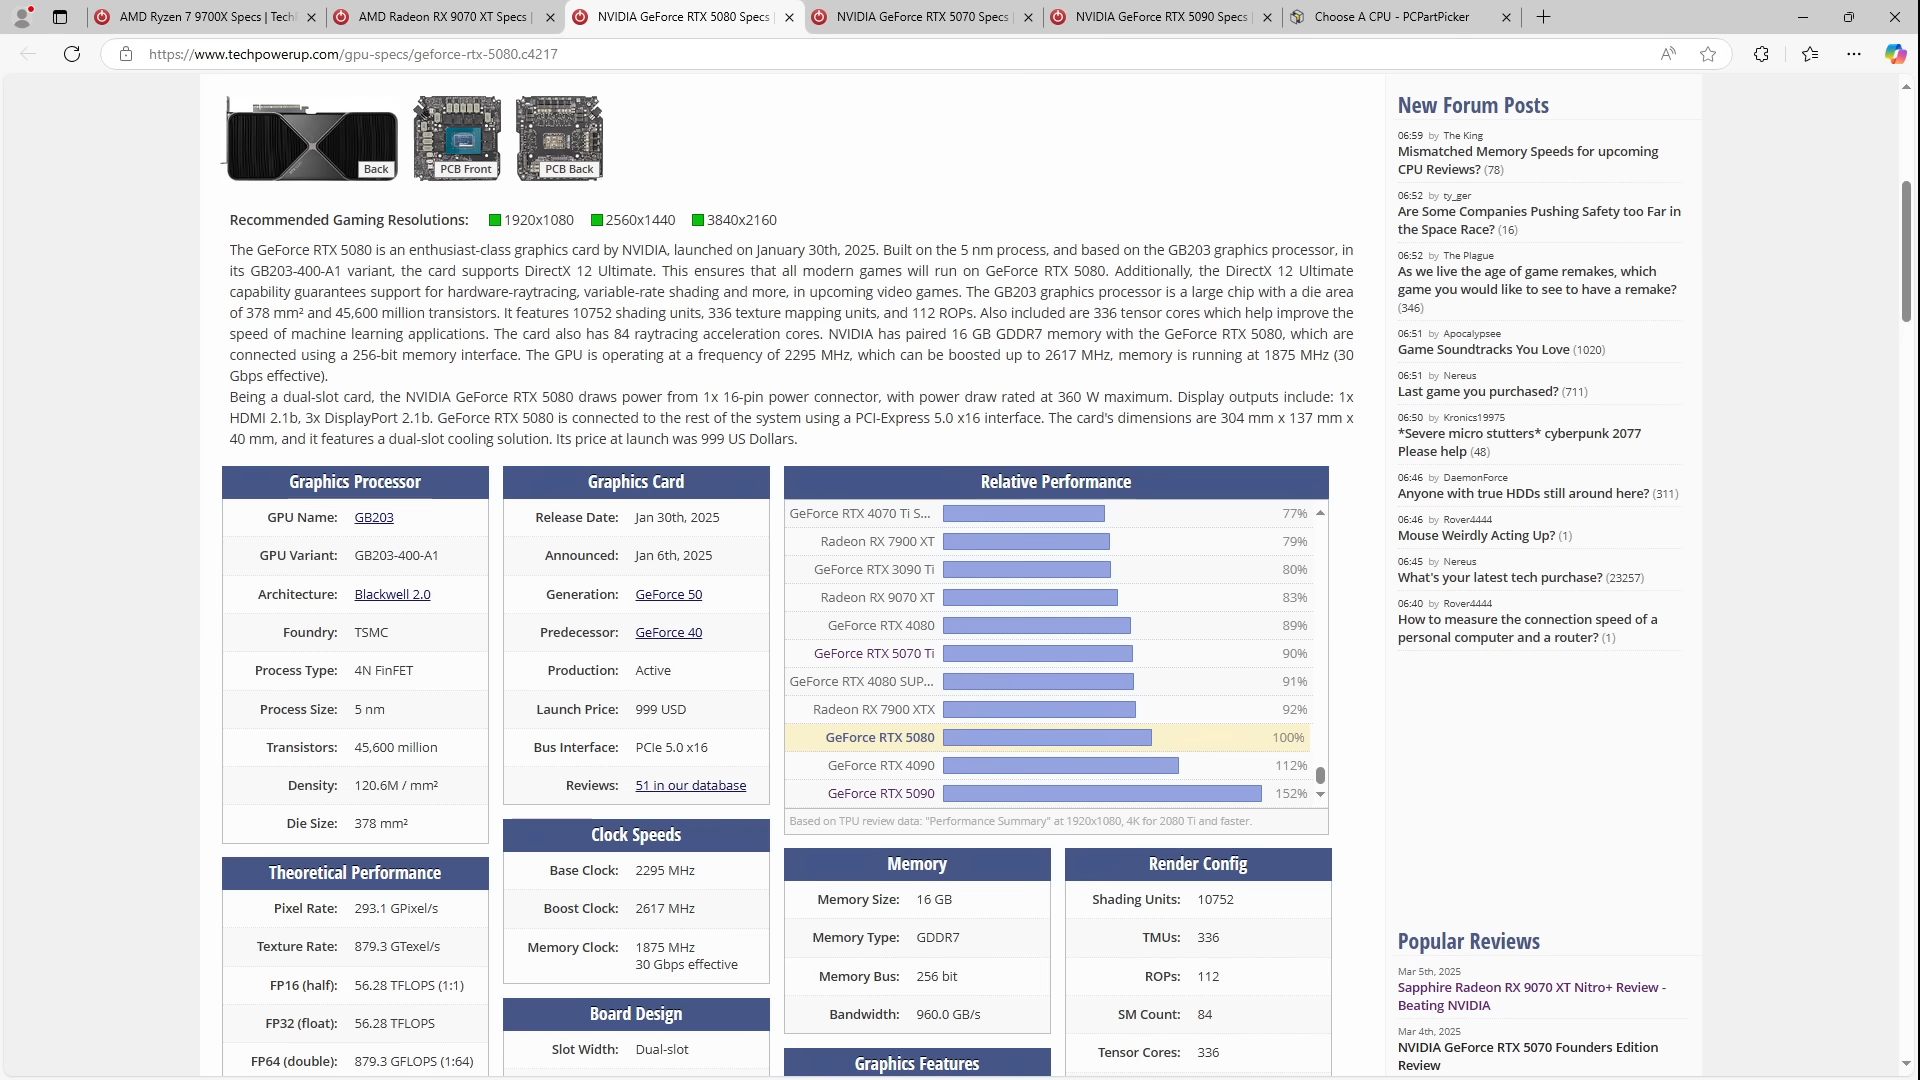 AMD Ryzen 7 9700X Specs | Tech
AMD Radeon RX 9070 XT Specs |
NVIDIA GeForce RTX 5080 Specs
NVIDIA GeForce RTX 5070 Specs
NVIDIA GeForce RTX 5090 Specs
Choose A CPU - PCPartPicker
https://www.techpowerup.com/gpu-specs/geforce-rtx-5080.c4217
Back
PCB Front
PCB Back
Recommended Gaming Resolutions: 1920x1080 2560x1440 3840x2160
The GeForce RTX 5080 is an enthusiast-class graphics card by NVIDIA, launched on January 30th, 2025. Built on the 5 nm process, and based on the GB203 graphics processor, in
its GB203-400-A1 variant, the card supports DirectX 12 Ultimate. This ensures that all modern games will run on GeForce RTX 5080. Additionally, the DirectX 12 Ultimate
capability guarantees support for hardware-raytracing, variable-rate shading and more, in upcoming video games. The GB203 graphics processor is a large chip with a die area
of 378 mm² and 45,600 million transistors. It features 10752 shading units, 336 texture mapping units, and 112 ROPs. Also included are 336 tensor cores which help improve the
speed of machine learning applications. The card also has 84 raytracing acceleration cores. NVIDIA has paired 16 GB GDDR7 memory with the GeForce RTX 5080, which are
connected using a 256-bit memory interface. The GPU is operating at a frequency of 2295 MHz, which can be boosted up to 2617 MHz, memory is running at 1875 MHz (30
Gbps effective).
Being a dual-slot card, the NVIDIA GeForce RTX 5080 draws power from 1x 16-pin power connector, with power draw rated at 360 W maximum. Display outputs include: 1x
HDMI 2.1b, 3x DisplayPort 2.1b. GeForce RTX 5080 is connected to the rest of the system using a PCI-Express 5.0 x16 interface. The card's dimensions are 304 mm x 137 mm x
40 mm, and it features a dual-slot cooling solution. Its price at launch was 999 US Dollars.
Graphics Processor
GPU Name: GB203
GPU Variant: GB203-400-A1
Architecture: Blackwell 2.0
Foundry: TSMC
Process Type: 4N FinFET
Process Size: 5 nm
Transistors: 45,600 million
Density: 120.6M / mm²
Die Size: 378 mm²
Theoretical Performance
Pixel Rate: 293.1 GPixel/s
Texture Rate: 879.3 GTexel/s
FP16 (half): 56.28 TFLOPS (1:1)
FP32 (float): 56.28 TFLOPS
FP64 (double): 879.3 GFLOPS (1:64)
Graphics Card
Release Date: Jan 30th, 2025
Announced: Jan 6th, 2025
Generation: GeForce 50
Predecessor: GeForce 40
Production: Active
Launch Price: 999 USD
Bus Interface: PCIe 5.0 x16
Reviews: 51 in our database
Clock Speeds
Base Clock: 2295 MHz
Boost Clock: 2617 MHz
Memory Clock: 1875 MHz
30 Gbps effective
Board Design
Slot Width: Dual-slot
Relative Performance
GeForce RTX 4070 Ti S... 77%
Radeon RX 7900 XT 79%
GeForce RTX 3090 Ti 80%
Radeon RX 9070 XT 83%
GeForce RTX 4080 89%
GeForce RTX 5070 Ti 90%
GeForce RTX 4080 SUP... 91%
Radeon RX 7900 XTX 92%
GeForce RTX 5080 100%
GeForce RTX 4090 112%
GeForce RTX 5090 152%
Based on TPU review data: "Performance Summary" at 1920x1080, 4K for 2080 Ti and faster.
Memory
Memory Size: 16 GB
Memory Type: GDDR7
Memory Bus: 256 bit
Bandwidth: 960.0 GB/s
Graphics Features
Render Config
Shading Units: 10752
TMUs: 336
ROPs: 112
SM Count: 84
Tensor Cores: 336
New Forum Posts
06:59 by The King
Mismatched Memory Speeds for upcoming
CPU Reviews? (78)
06:52 by ty_ger
Are Some Companies Pushing Safety too Far in
the Space Race? (16)
06:52 by The Plague
As we live the age of game remakes, which
game you would like to see to have a remake?
(346)
06:51 by Apocalypsee
Game Soundtracks You Love (1020)
06:51 by Nereus
Last game you purchased? (711)
06:50 by Kronics19975
*Severe micro stutters* cyberpunk 2077
Please help (48)
06:46 by DaemonForce
Anyone with true HDDs still around here? (311)
06:46 by Rover4444
Mouse Weirdly Acting Up? (1)
06:45 by Nereus
What's your latest tech purchase? (23257)
06:40 by Rover4444
How to measure the connection speed of a
personal computer and a router? (1)
Popular Reviews
Mar 5th, 2025
Sapphire Radeon RX 9070 XT Nitro+ Review -
Beating NVIDIA
Mar 4th, 2025
NVIDIA GeForce RTX 5070 Founders Edition
Review